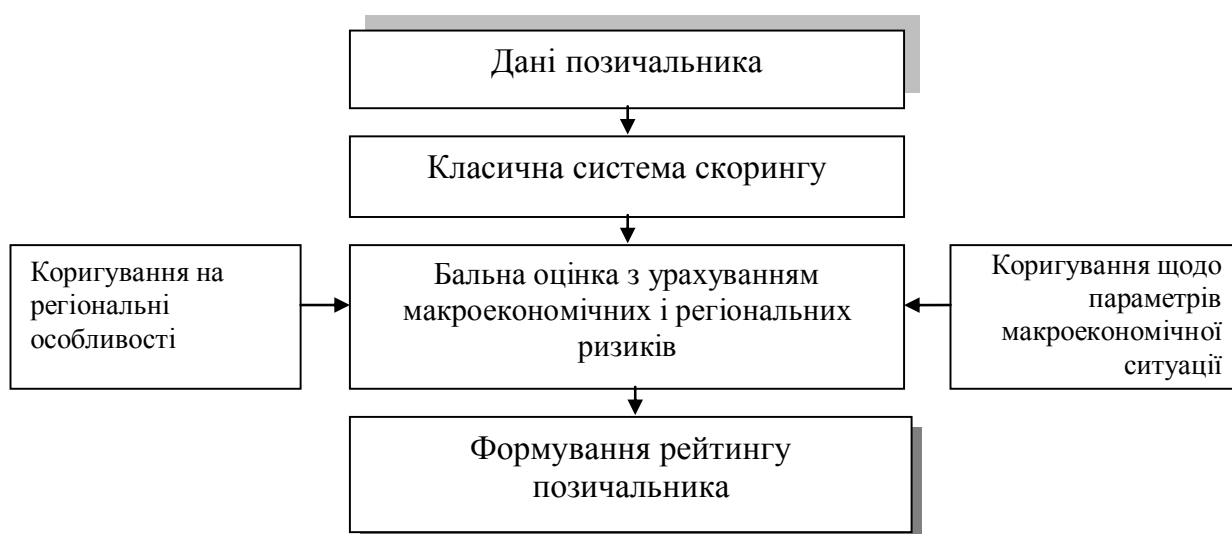 Дані позичальника
Класична система скорингу
Коригування на
регіональні
особливості
Бальна оцінка з урахуванням
макроекономічних і регіональних
ризиків
Коригування щодо
параметрів
макроекономічної
ситуації
Формування рейтингу
позичальника